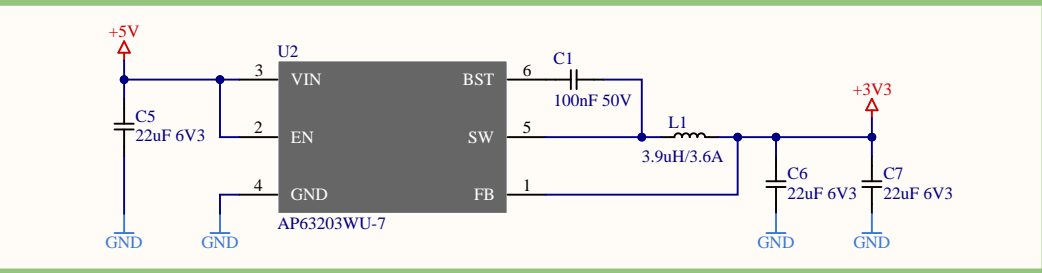 +5V
U2
C1
3
VIN
BST
6
+3V3
C5
22uF 6V3
100nF 50V
2
EN
SW
5
L1
3.9uH/3.6A
C6
22uF 6V3
C7
22uF 6V3
4
GND
FB
1
AP63203WU-7
GND
GND
GND
GND